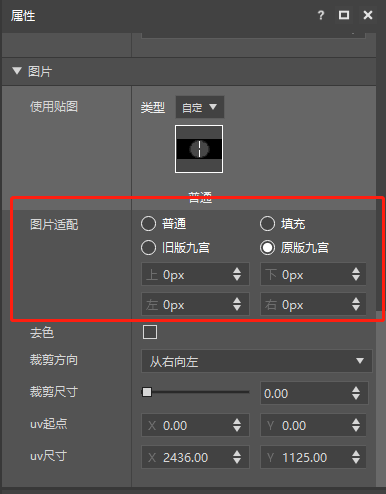 属性 ?
图片
使用贴图 类型 自定
普通
图片适配 普通 填充
旧版九宫 原版九宫
上 0px 下 0px
左 0px 右 0px
去色
裁剪方向 从右向左
裁剪尺寸 0.00
uv起点 X 0.00 Y 0.00
uv尺寸 X 2436.00 Y 1125.00